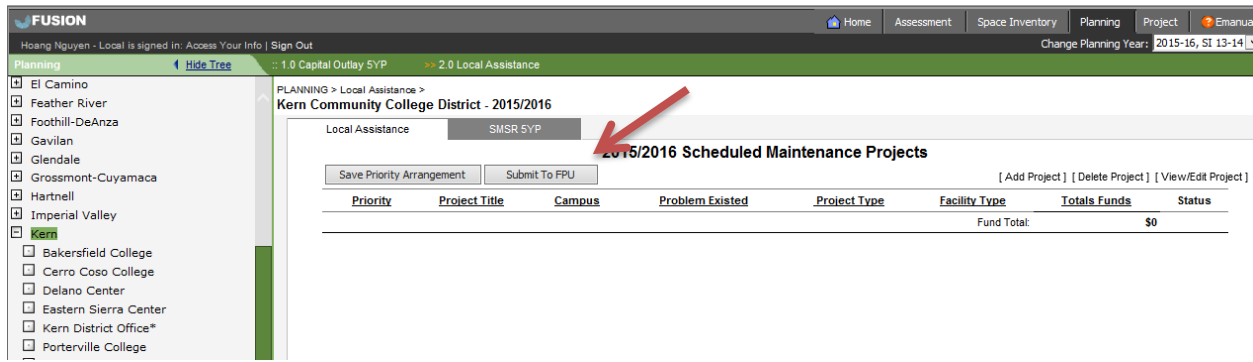 FUSION
Home Assessment Space Inventory Planning Project Emanua
Hoang Nguyen - Local is signed in: Access Your Info | Sign Out
Change Planning Year: 2015-16, SI 13-14
Planning Hide Tree :: 1.0 Capital Outlay 5YP >> 2.0 Local Assistance
El Camino
Feather River
Foothill-DeAnza
Gavilan
Glendale
Grossmont-Cuyamaca
Hartnell
Imperial Valley
Kern
Bakersfield College
Cerro Coso College
Delano Center
Eastern Sierra Center
Kern District Office*
Porterville College
PLANNING > Local Assistance >
Kern Community College District - 2015/2016
Local Assistance SMSR 5YP
2015/2016 Scheduled Maintenance Projects
Save Priority Arrangement Submit To FPU [ Add Project ] [ Delete Project ] [ View/Edit Project ]
Priority Project Title Campus Problem Existed Project Type Facility Type Totals Funds Status
Fund Total: $0